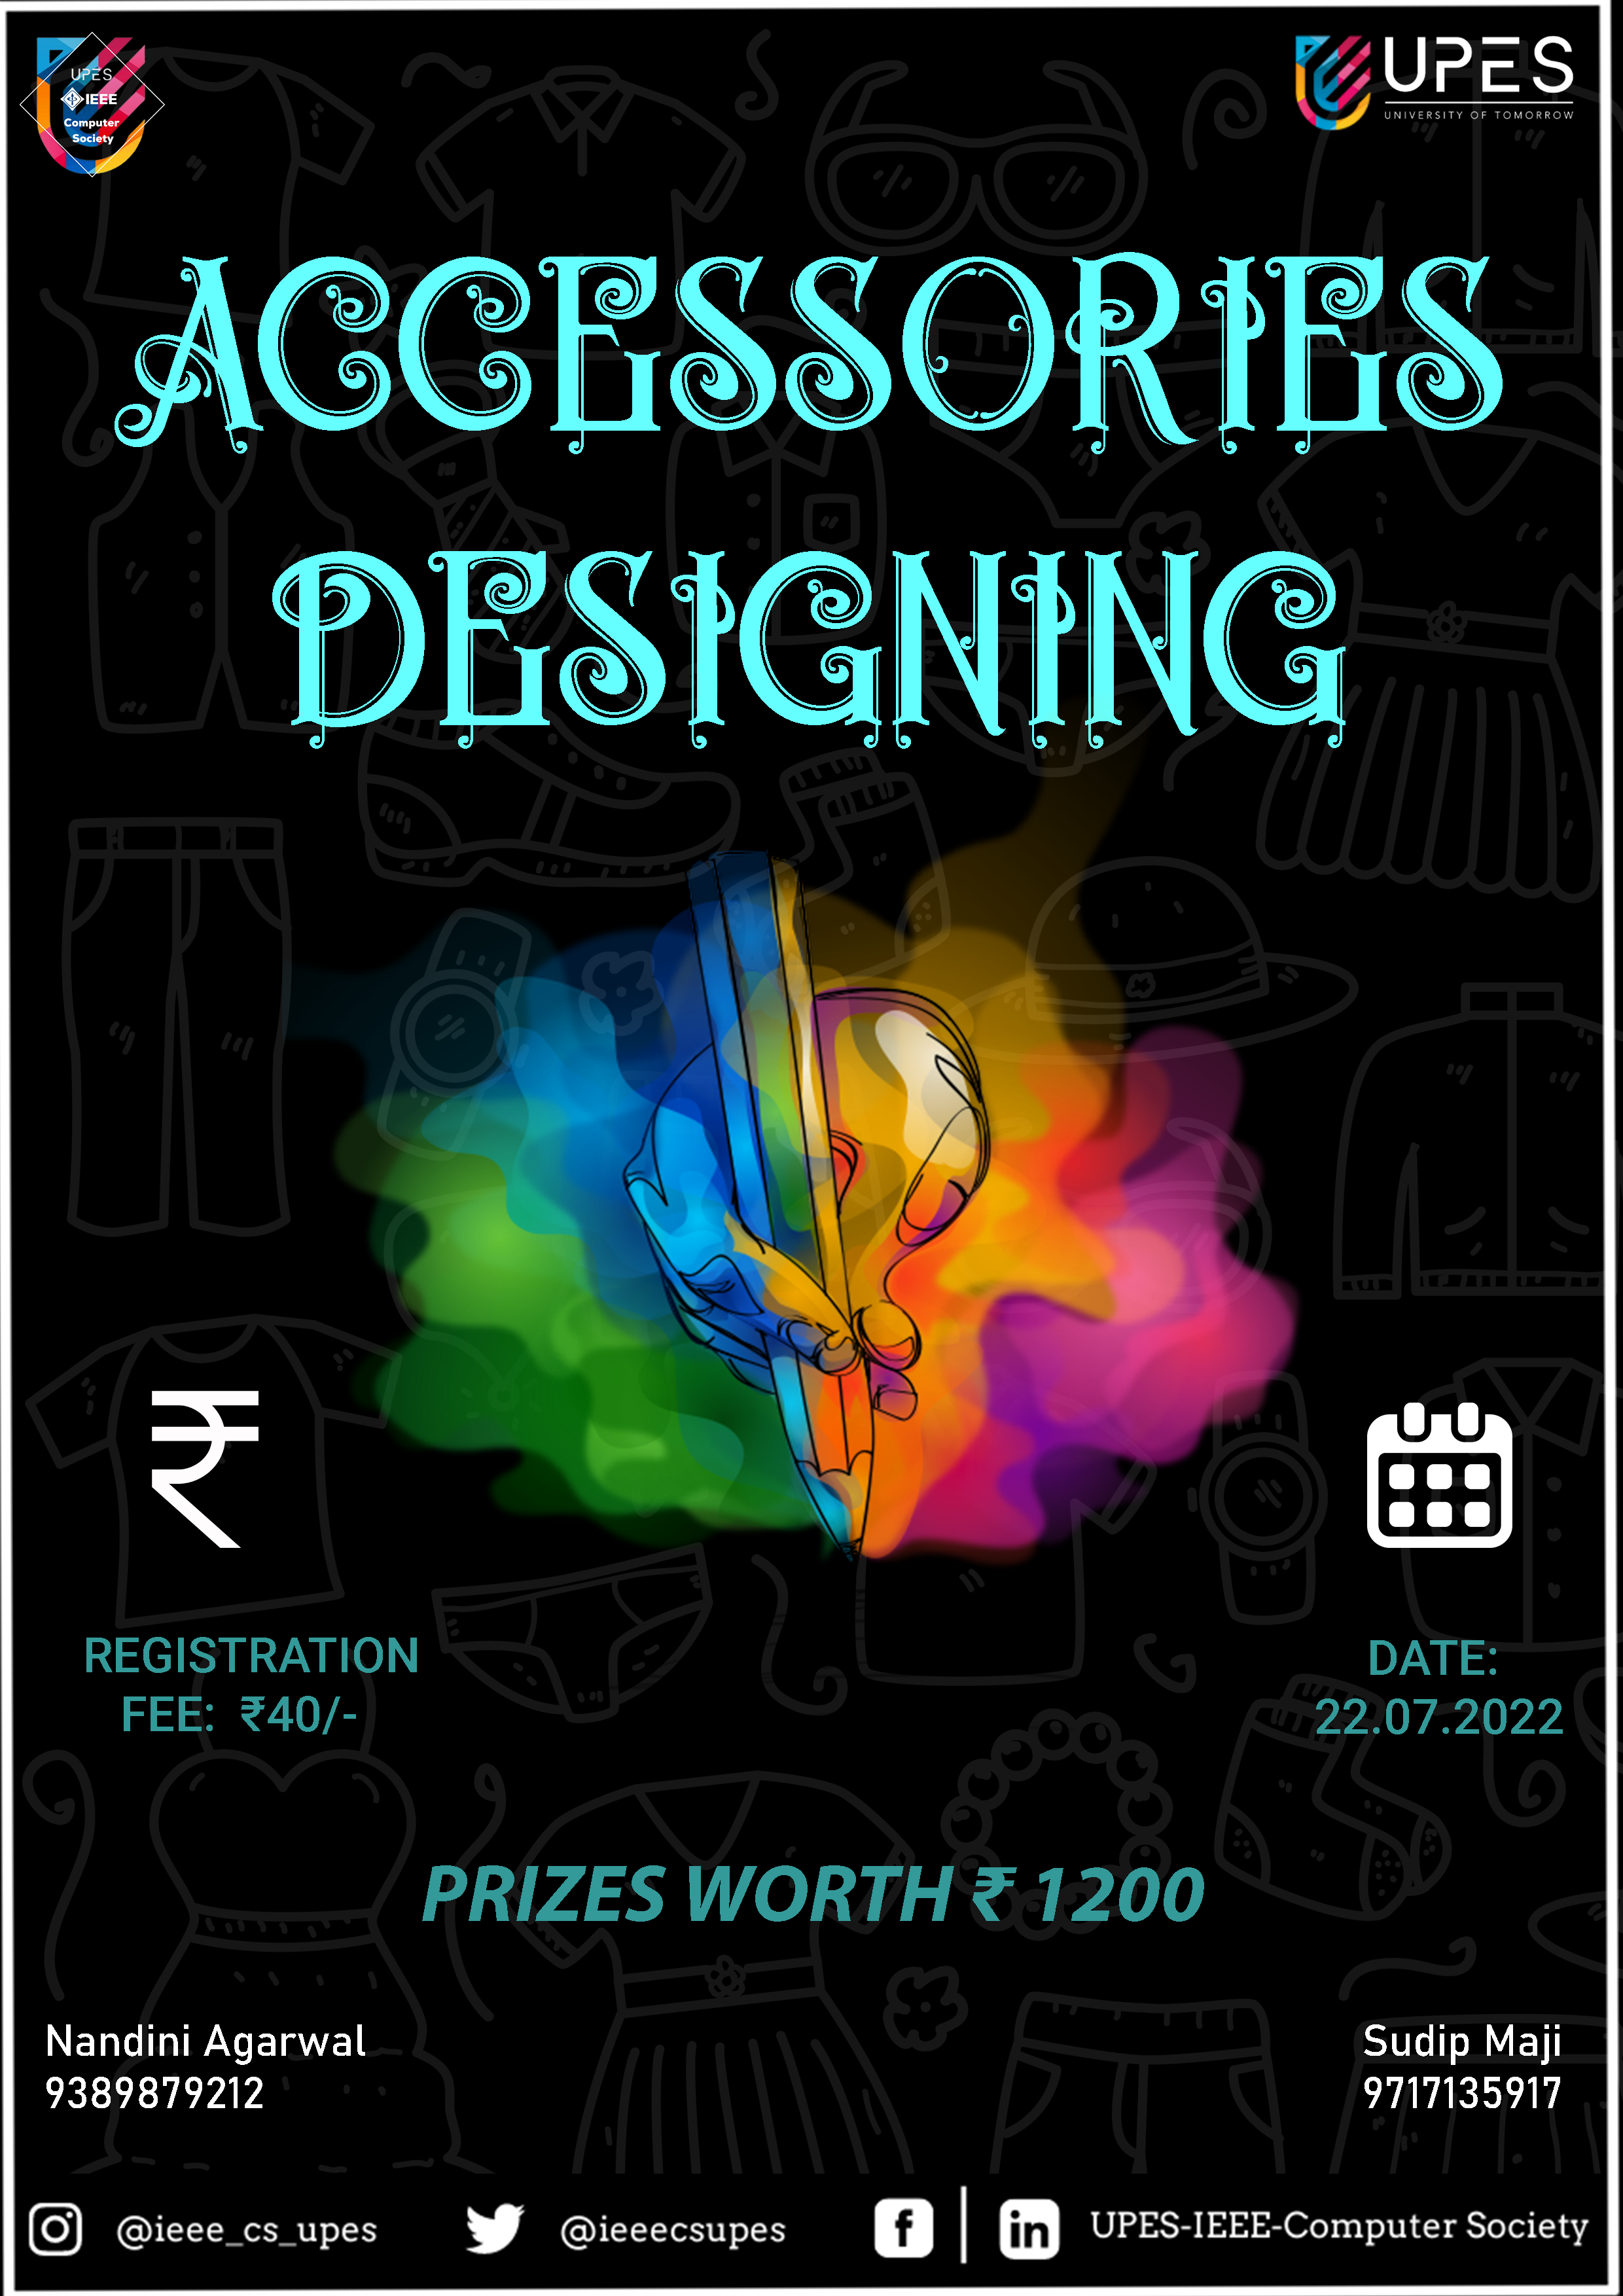 UPES
IEEE
Computer
Society
UPES
UNIVERSITY OF TOMORROW
ACCESSORIES
DESIGNING
₹
REGISTRATION
FEE: ₹40/-
DATE:
22.07.2022
PRIZES WORTH ₹ 1200
Nandini Agarwal
9389879212
Sudip Maji
9717135917
@ieee_cs_upes
@ieeecsupes
UPES-IEEE-Computer Society